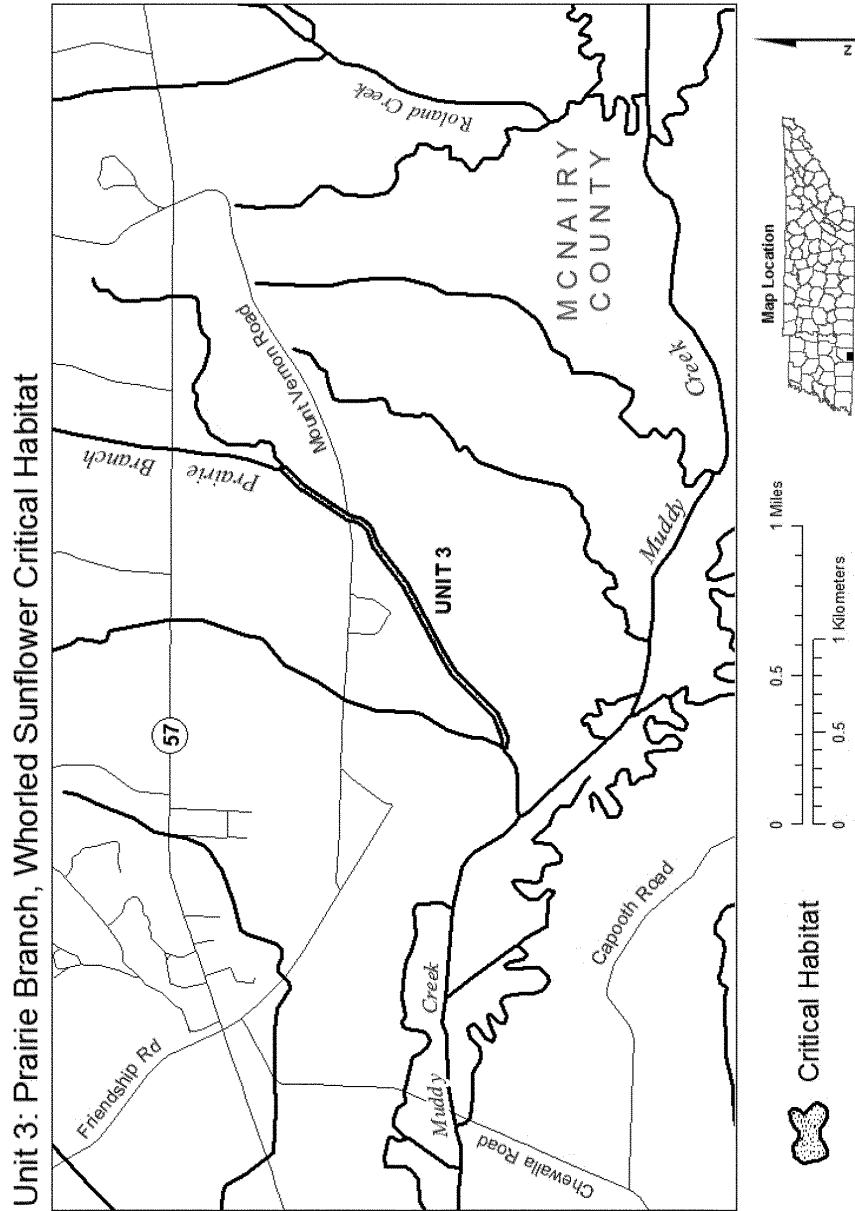 Unit 3: Prairie Branch, Whorled Sunflower Critical Habitat
Friendship Rd
57
Prairie
Branch
Mount Vernon Road
Roland Creek
UNIT 3
MCNAIRY
COUNTY
Muddy
Creek
Chewalla Road
Capooth Road
Muddy
Creek
Critical Habitat
0
0.5
1 Miles
0
0.5
1 Kilometers
Map Location
N